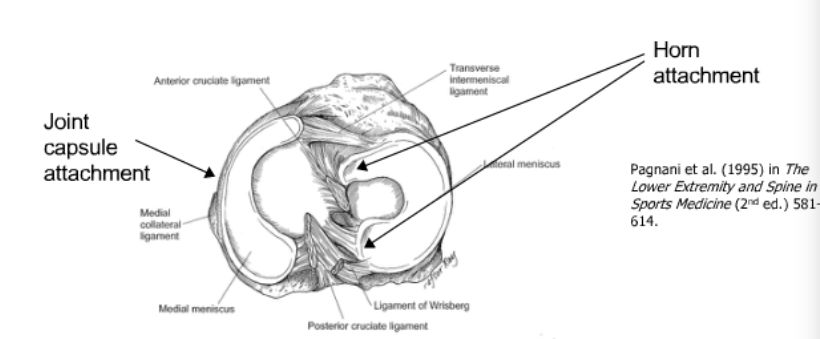 Horn
attachment
Transverse
intermeniscal
ligament
Anterior cruciate ligament
Joint
capsule
attachment
Lateral meniscus
Pagnani et al. (1995) in The
Lower Extremity and Spine in
Sports Medicine (2nd ed.) 581-
614.
Medial
collateral
ligament
Medial meniscus
Ligament of Wrisberg
Posterior cruciate ligament